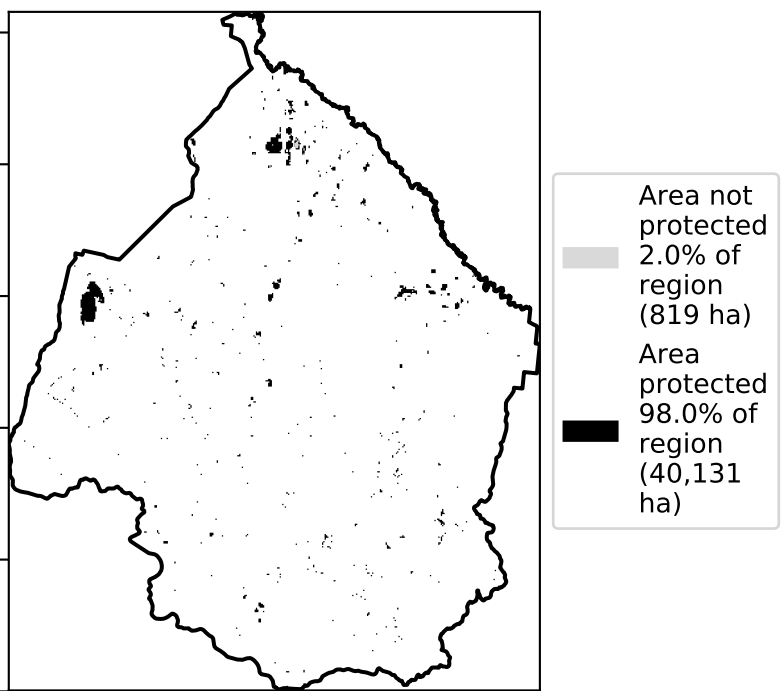 Area not
protected
2.0% of
region
(819 ha)
Area
protected
98.0% of
region
(40,131
ha)